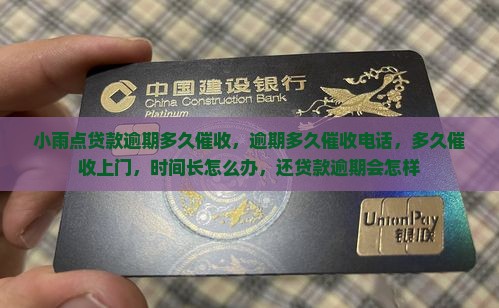 中国建设银行
China Construction Bank
Platinum
小雨点贷款逾期多久催收，逾期多久催收电话，多久催
收上门，时间长怎么办，还贷款逾期会怎样
UnionPay
银联